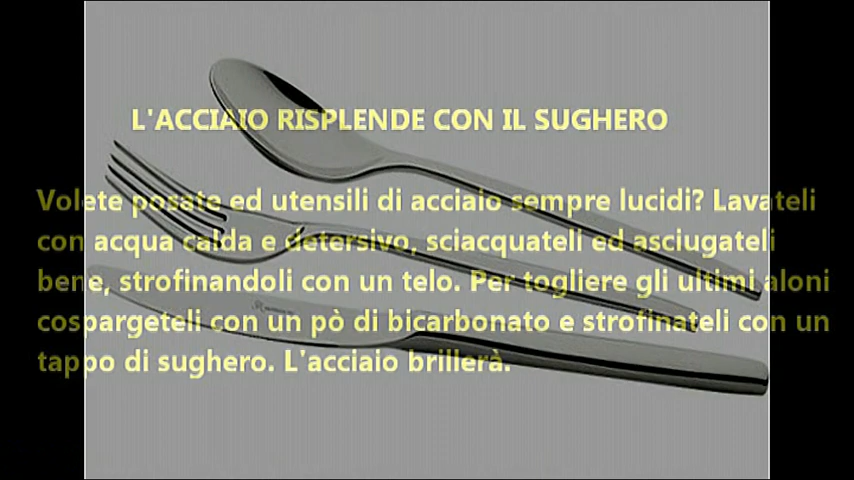 L'ACCIAIO RISPLENDE CON IL SUGHERO
Volete posate ed utensili di acciaio sempre lucidi? Lavateli
con acqua calda e detersivo, sciacquateli ed asciugateli
bene, strofinandoli con un telo. Per togliere gli ultimi aloni
cospargeteli con un pò di bicarbonato e strofinateli con un
tappo di sughero. L'acciaio brillerà.